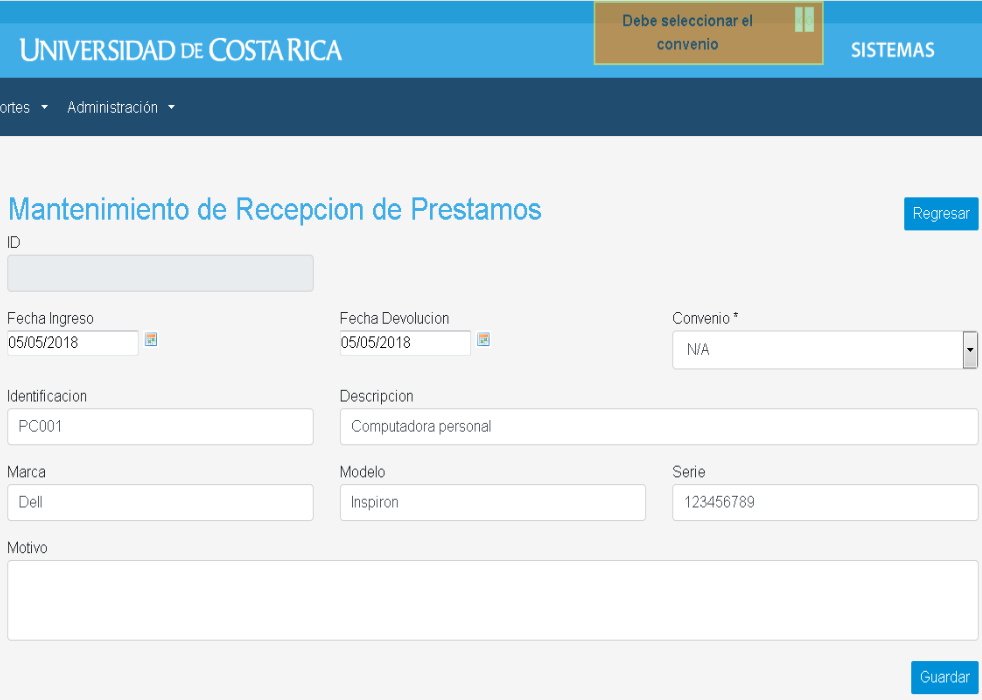 Debe seleccionar el
convenio
UNIVERSIDAD DE COSTA RICA
SISTEMAS
ortes Administración
Mantenimiento de Recepcion de Prestamos
Regresar
ID
Fecha Ingreso Fecha Devolucion Convenio *
05/05/2018 05/05/2018 N/A
Identificacion Descripcion
PC001 Computadora personal
Marca Modelo Serie
Dell Inspiron 123456789
Motivo
Guardar